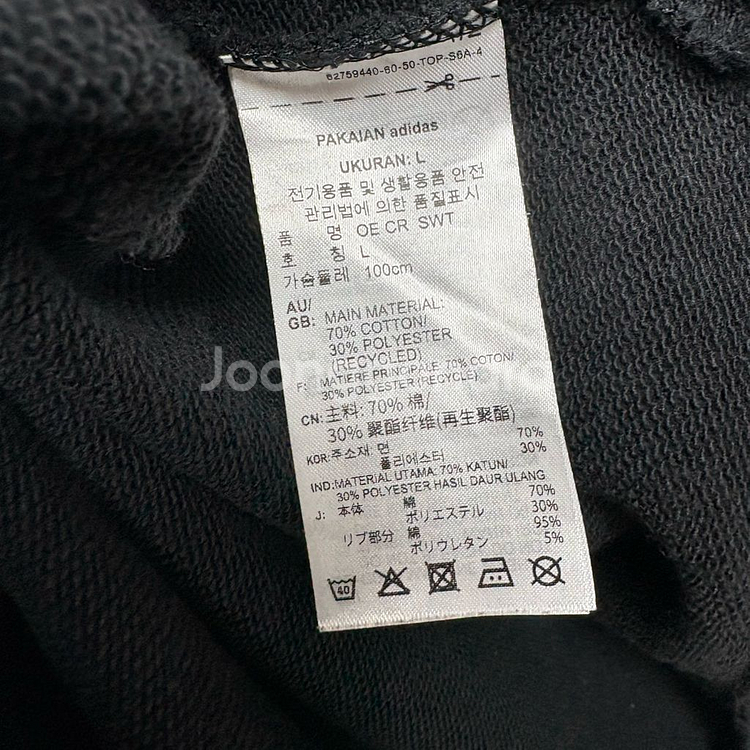 62759440-60-50-TOP-S6A-4
PAKAIAN adidas
UKURAN: L
전기용품 및 생활용품 안전
관리법에 의한 품질표시
품 명 OE CR SWT
호 칭 L
가슴둘레 100cm
AU/
GB: MAIN MATERIAL:
70% COTTON/
30% POLYESTER
(RECYCLED)
F: MATIERE PRINCIPALE 70% COTON/
30% POLYESTER (RECYCLE)
CN: 主料: 70% 棉/
30% 聚酯纤维(再生聚酯)
KOR: 주소재: 면 70%
폴리에스터 30%
IND: MATERIAL UTAMA: 70% KATUN/
30% POLYESTER HASIL DAUR ULANG
J: 本体 綿 70%
ポリエステル 30%
リブ部分 綿 95%
ポリウレタン 5%
40